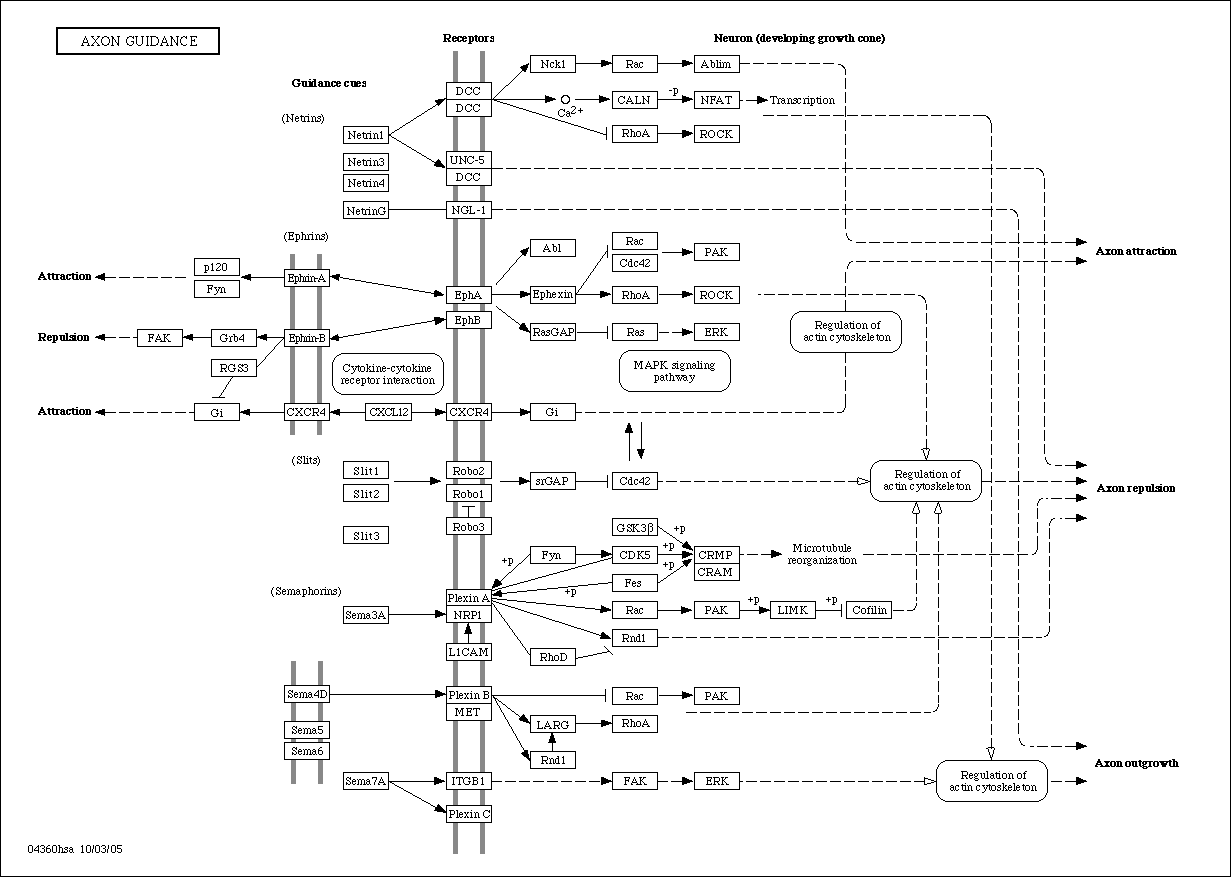 AXON GUIDANCE
Receptors
Neuron (developing growth cone)
Guidance cues
(Netrins)
Netrin1
Netrin3
Netrin4
NetrinG
DCC
DCC
UNC-5
DCC
NGL-1
Nck1
Rac
Ablim
Ca2+
CALN
-p
NFAT
Transcription
RhoA
ROCK
(Ephrins)
Attraction
p120
Fyn
Ephrin-A
EphA
EphB
Abl
Rac
Cdc42
PAK
Ephexin
RhoA
ROCK
RasGAP
Ras
ERK
Axon attraction
Regulation of
actin cytoskeleton
Repulsion
FAK
Grb4
Ephrin-B
RGS3
Cytokine-cytokine
receptor interaction
MAPK signaling
pathway
Attraction
Gi
CXCR4
CXCL12
CXCR4
Gi
(Slits)
Slit1
Slit2
Slit3
Robo2
Robo1
Robo3
srGAP
Cdc42
Regulation of
actin cytoskeleton
Axon repulsion
GSK3β
+p
Fyn
+p
CDK5
+p
CRMP
CRAM
Microtubule
reorganization
Fes
+p
+p
(Semaphorins)
Sema3A
Plexin A
NRP1
L1CAM
Rac
PAK
+p
LIMK
+p
Cofilin
Rnd1
RhoD
Sema4D
Sema5
Sema6
Plexin B
MET
Rac
PAK
LARG
RhoA
Rnd1
Sema7A
ITGB1
Plexin C
FAK
ERK
Regulation of
actin cytoskeleton
Axon outgrowth
04360hsa 10/03/05